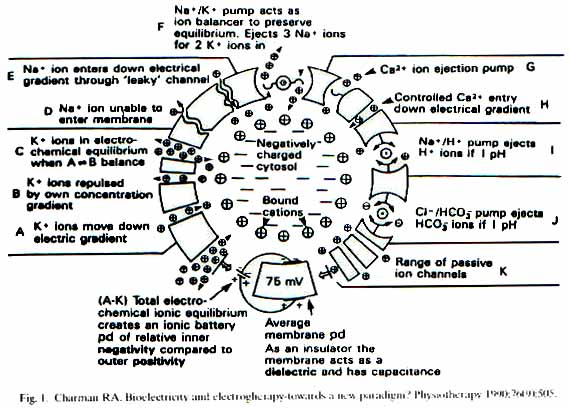 F
Na+/K+ pump acts as
ion balancer to preserve
equilibrium. Ejects 3 Na+ ions
for 2 K+ ions in
E
Na+ ion enters down electrical
gradient through 'leaky' channel
D
Na+ ion unable to
enter membrane
C
K+ ions in electro-
chemical equilibrium
when A⇌B balance
B
K+ ions repulsed
by own concentration
gradient
A
K+ ions move down
electric gradient
Ca2+ ion ejection pump
G
Controlled Ca2+ entry
down electrical gradient
H
Na+/H+ pump ejects
H+ ions if ↓ pH
I
Cl-/HCO3- pump ejects
HCO3- ions if ↑ pH
J
Range of passive
ion channels
K
Negatively-
charged
cytosol
Bound
cations
75 mV
(A-K) Total electro-
chemical ionic equilibrium
creates an ionic battery
pd of relative inner
negativity compared to
outer positivity
Average
membrane pd
As an insulator the
membrane acts as a
dielectric and has capacitance
Fig. 1. Charman RA. Bioelectricity and electrotherapy-towards a new paradigm? Physiotherapy 1990;76(9):505.